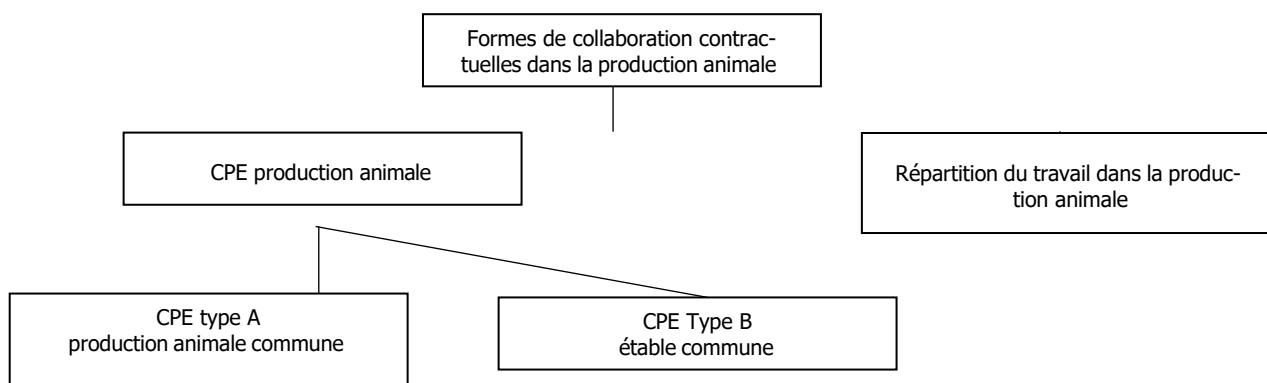 Formes de collaboration contrac-
tuelles dans la production animale
CPE production animale
Répartition du travail dans la produc-
tion animale
CPE type A
production animale commune
CPE Type B
étable commune